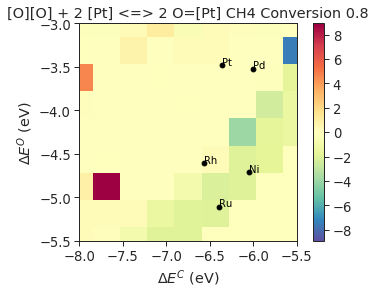 [O][O] + 2 [Pt] <=> 2 O=[Pt] CH4 Conversion 0.8
−3.0
−3.5
−4.0
−4.5
−5.0
−5.5
ΔE^O (eV)
Pt
Pd
Rh
Ni
Ru
−8.0 −7.5 −7.0 −6.5 −6.0 −5.5
ΔE^C (eV)
8
6
4
2
0
−2
−4
−6
−8